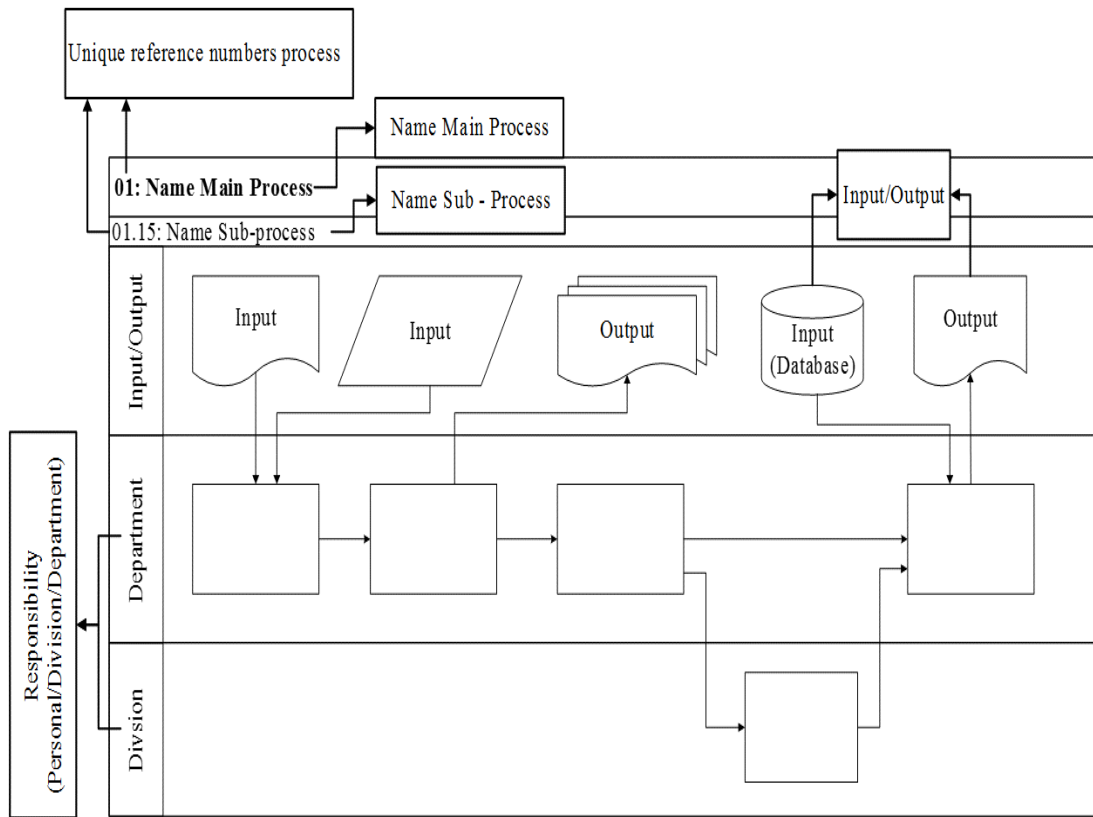 Unique reference numbers process
Name Main Process
01: Name Main Process
Name Sub - Process
Input/Output
01.15: Name Sub-process
Input/Output
Input
Input
Output
Input
(Database)
Output
Responsibility
(Personal/Division/Department)
Department
Divsion